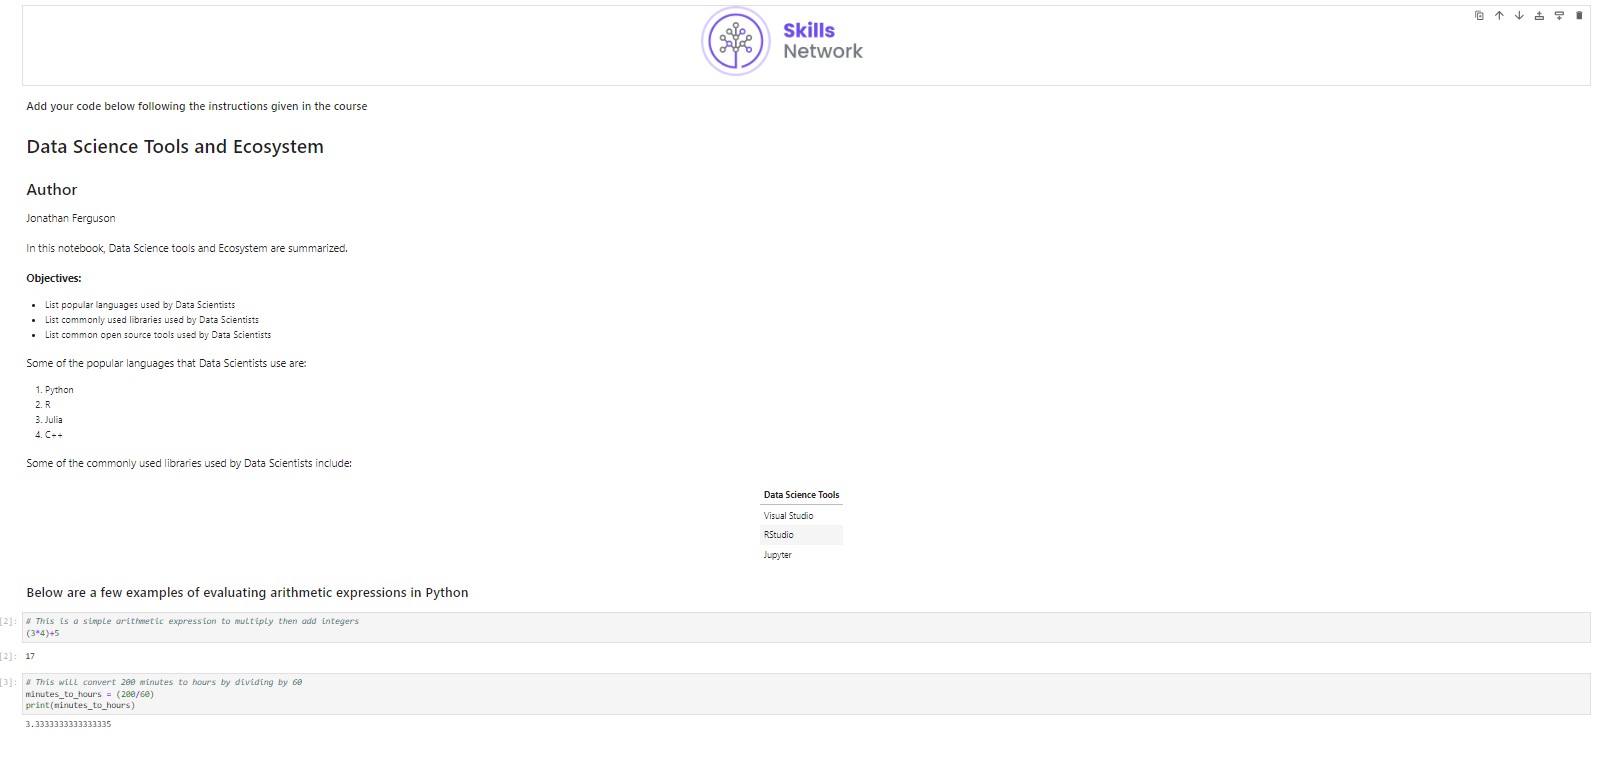 Skills
Network
Add your code below following the instructions given in the course
Data Science Tools and Ecosystem
Author
Jonathan Ferguson
In this notebook, Data Science tools and Ecosystem are summarized.
Objectives:
• List popular languages used by Data Scientists
• List commonly used libraries used by Data Scientists
• List common open source tools used by Data Scientists
Some of the popular languages that Data Scientists use are:
1. Python
2. R
3. Julia
4. C++
Some of the commonly used libraries used by Data Scientists include:
Data Science Tools
Visual Studio
RStudio
Jupyter
Below are a few examples of evaluating arithmetic expressions in Python
[2]: # This is a simple arithmetic expression to multiply then add integers
(3*4)+5
[2]: 17
[3]: # This will convert 200 minutes to hours by dividing by 60
minutes_to_hours = (200/60)
print(minutes_to_hours)
3.3333333333333335